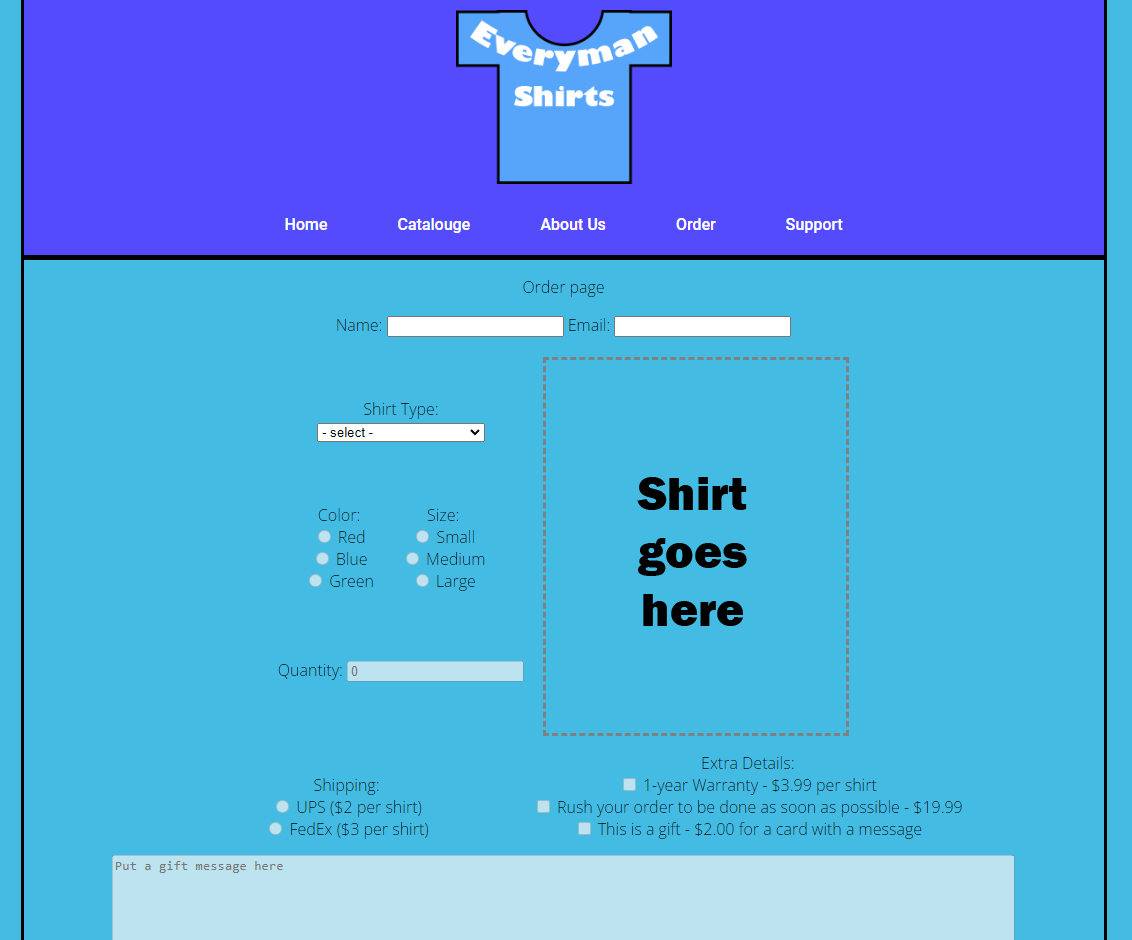 Everyman
Shirts
Home Catalouge About Us Order Support
Order page
Name: Email:
Shirt Type:
- select -
Color: Size:
Red Small
Blue Medium
Green Large
Quantity: 0
Shirt
goes
here
Shipping:
UPS ($2 per shirt)
FedEx ($3 per shirt)
Extra Details:
1-year Warranty - $3.99 per shirt
Rush your order to be done as soon as possible - $19.99
This is a gift - $2.00 for a card with a message
Put a gift message here